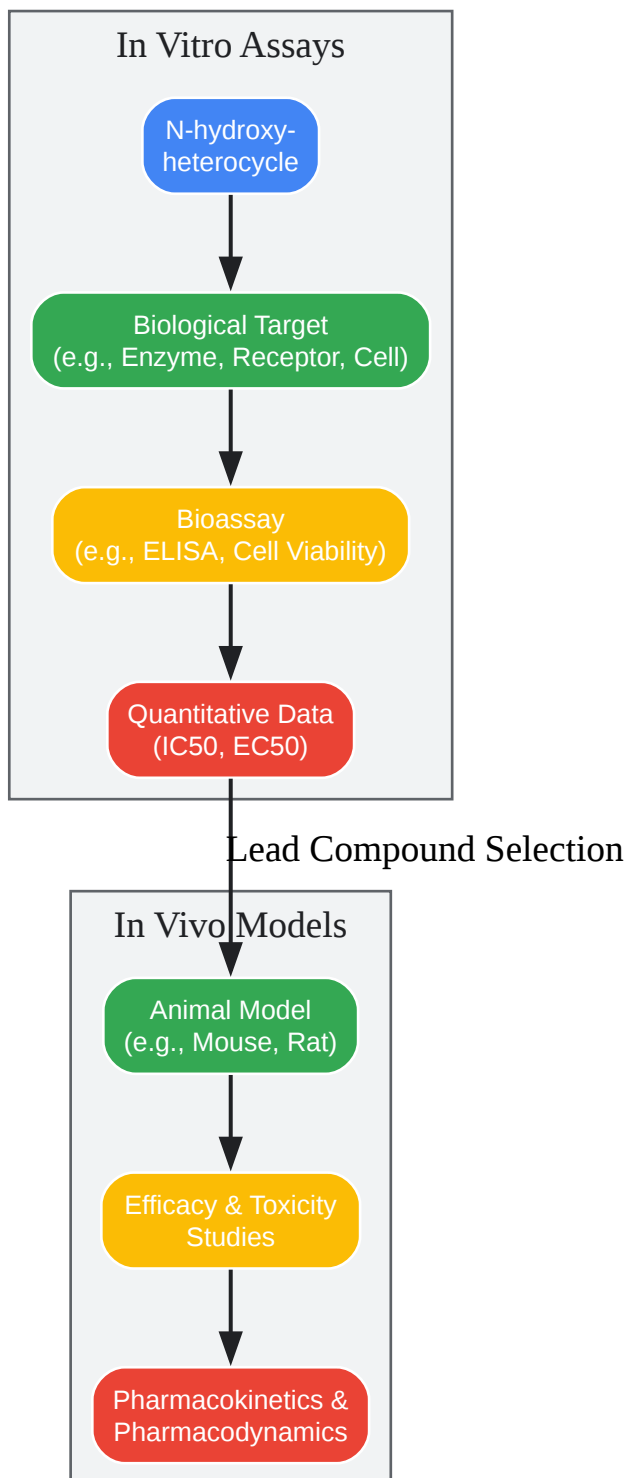 In Vitro Assays
N-hydroxy-
heterocycle
Biological Target
(e.g., Enzyme, Receptor, Cell)
Bioassay
(e.g., ELISA, Cell Viability)
Quantitative Data
(IC50, EC50)
Lead Compound Selection
In Vivo Models
Animal Model
(e.g., Mouse, Rat)
Efficacy & Toxicity
Studies
Pharmacokinetics &
Pharmacodynamics